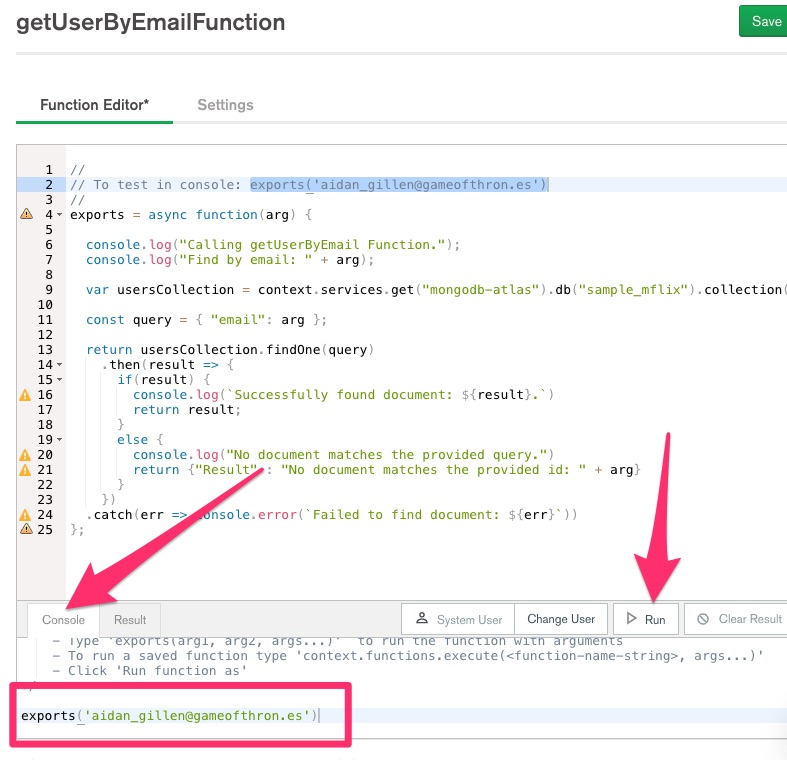 getUserByEmailFunction
Save
Function Editor*
Settings
1 //
2 // To test in console: exports('aidan_gillen@gameofthron.es')
3 //
4 exports = async function(arg) {
5
6 console.log("Calling getUserByEmail Function.");
7 console.log("Find by email: " + arg);
8
9 var usersCollection = context.services.get("mongodb-atlas").db("sample_mflix").collection(
10
11 const query = { "email": arg };
12
13 return usersCollection.findOne(query)
14 .then(result => {
15 if(result) {
16 console.log(`Successfully found document: ${result}.`)
17 return result;
18 }
19 else {
20 console.log("No document matches the provided query.")
21 return {"Result" : "No document matches the provided id: " + arg}
22 }
23 })
24 .catch(err => console.error(`Failed to find document: ${err}`))
25 };
Console
Result
System User
Change User
Run
Clear Result
- Type 'exports(arg1, arg2, args...)' to run the function with arguments
- To run a saved function type 'context.functions.execute(<function-name-string>, args...)'
- Click 'Run function as'
exports('aidan_gillen@gameofthron.es')